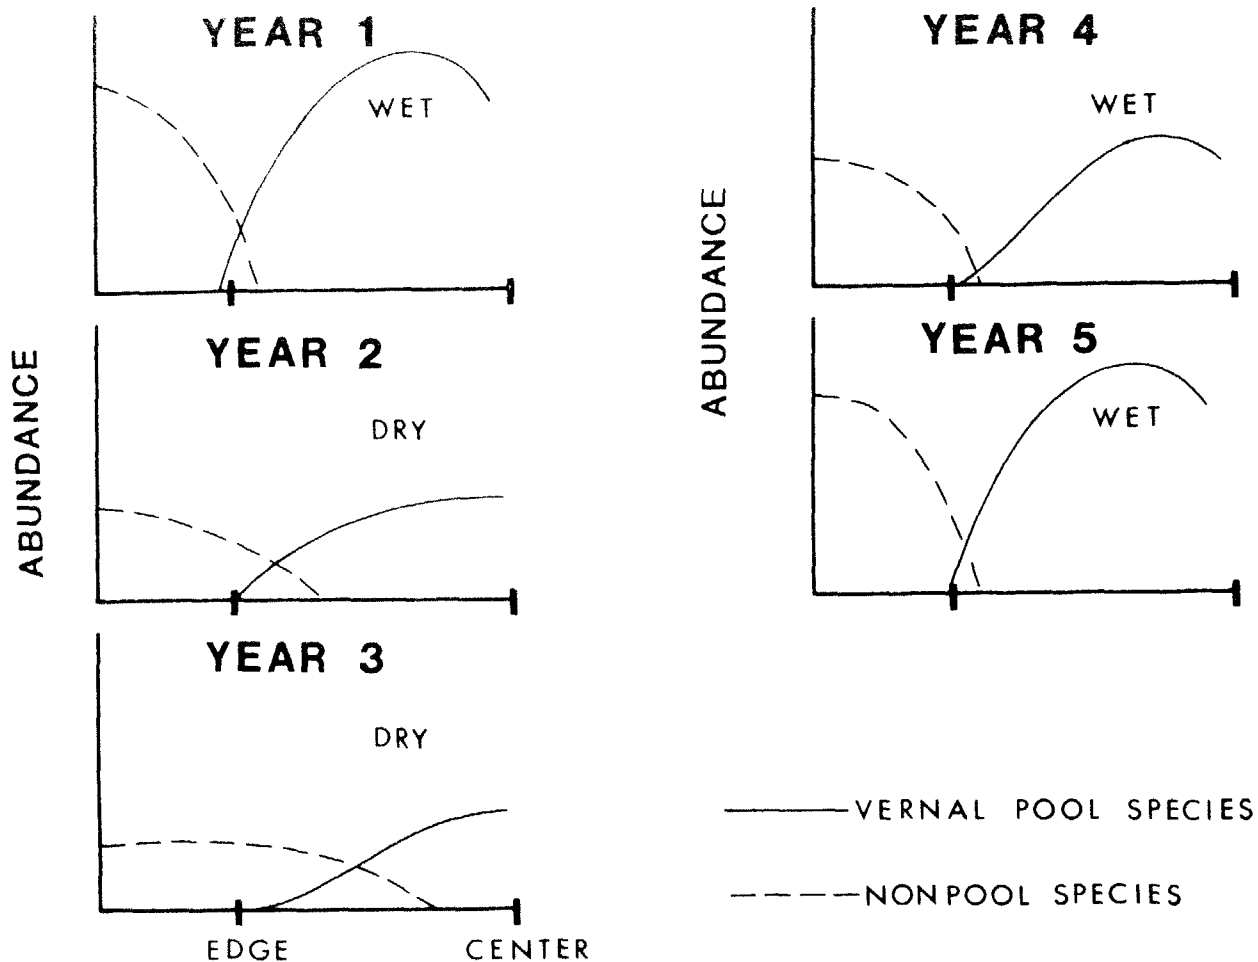 YEAR 1
WET
YEAR 2
DRY
YEAR 3
DRY
ABUNDANCE
EDGE CENTER
YEAR 4
WET
YEAR 5
WET
ABUNDANCE
VERNAL POOL SPECIES
NONPOOL SPECIES